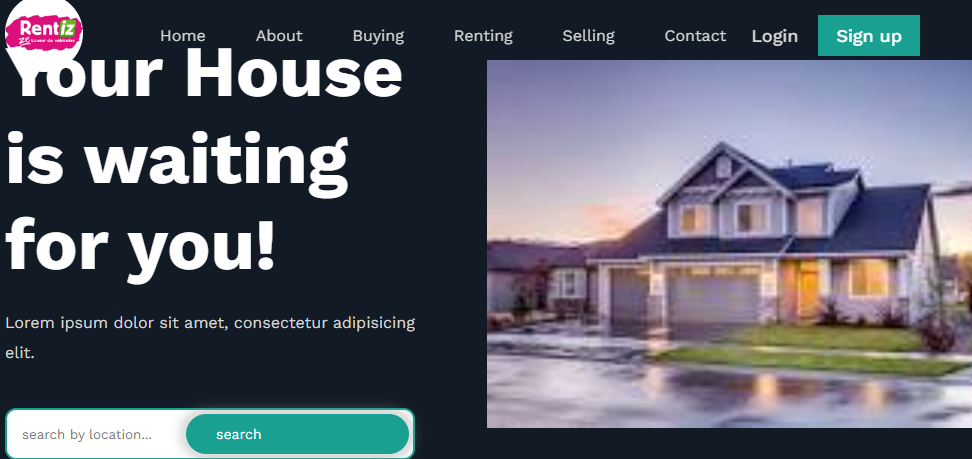 Rentiz
Home About Buying Renting Selling Contact Login Sign up
Your House
is waiting
for you!
Lorem ipsum dolor sit amet, consectetur adipisicing
elit.
search by location... search